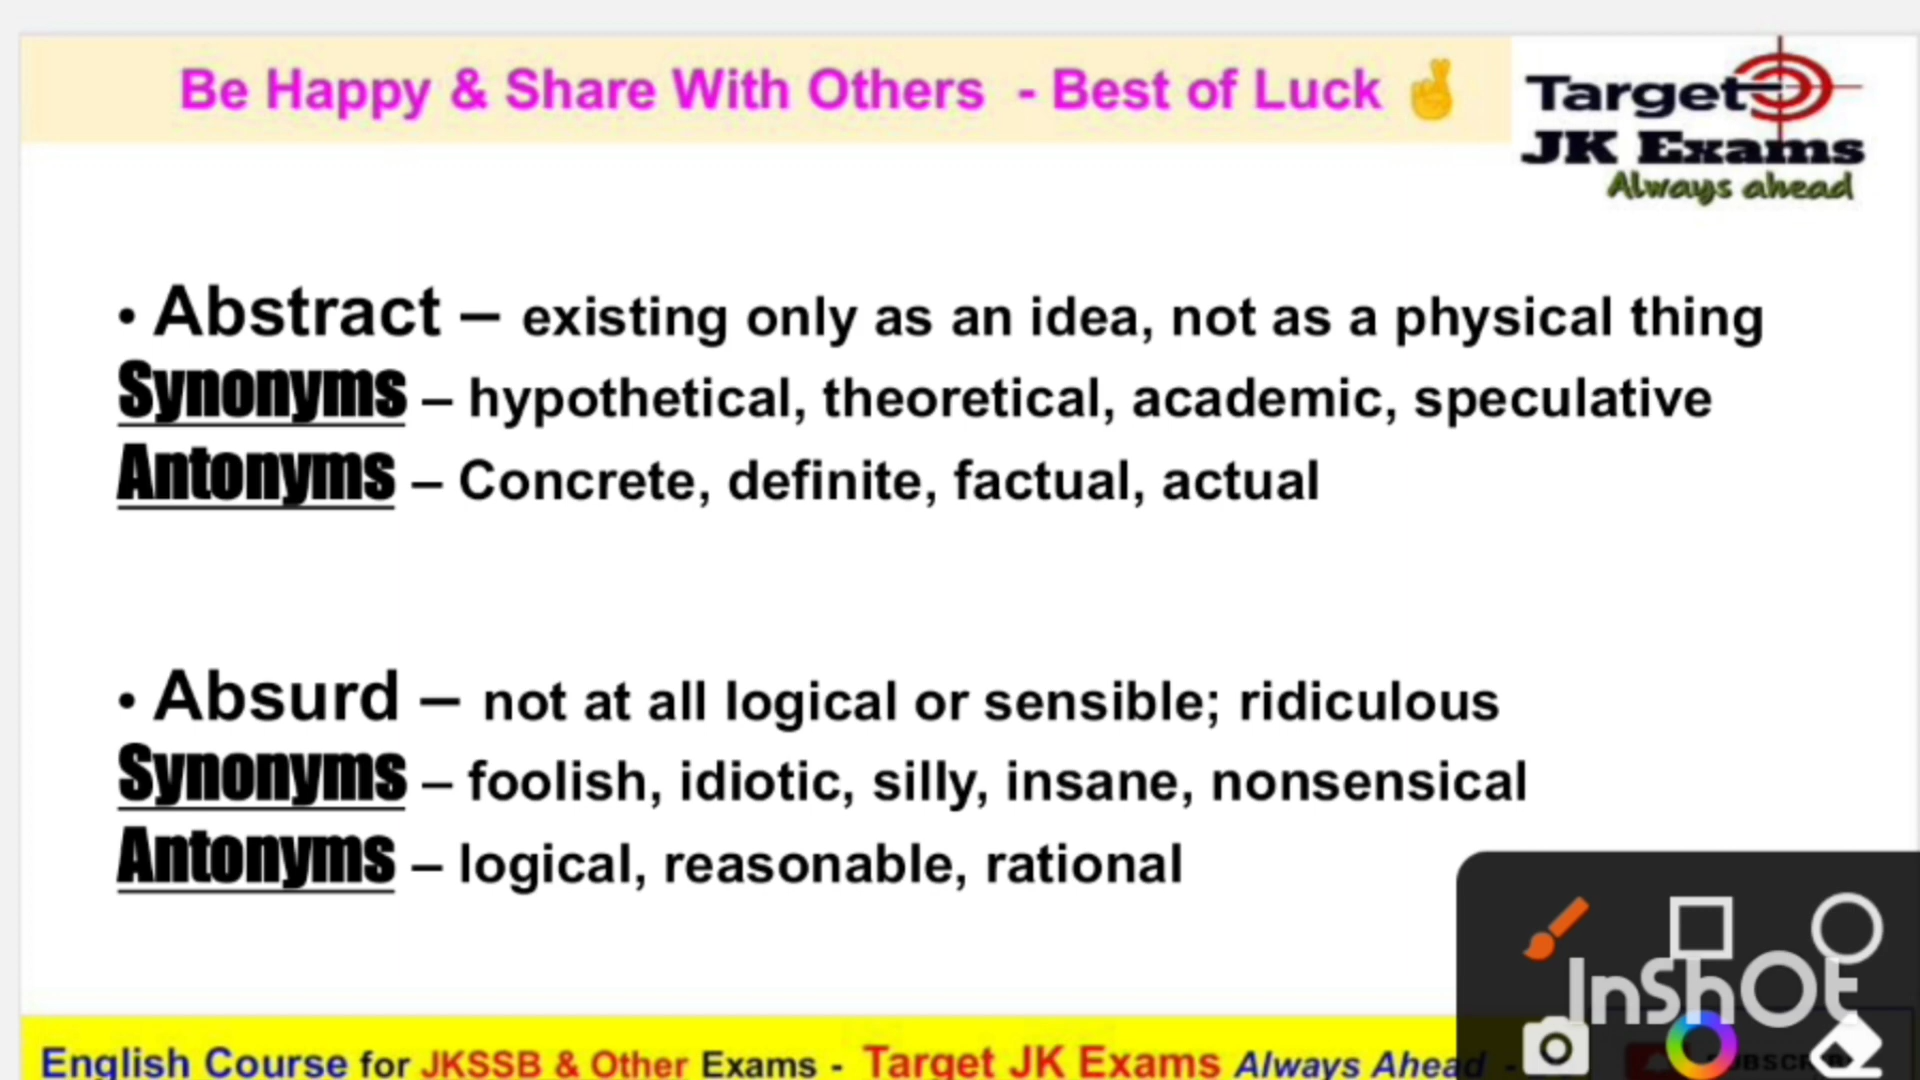 Be Happy & Share With Others - Best of Luck 🤞
Target
JK Exams
Always ahead
• Abstract – existing only as an idea, not as a physical thing
Synonyms – hypothetical, theoretical, academic, speculative
Antonyms – Concrete, definite, factual, actual
• Absurd – not at all logical or sensible; ridiculous
Synonyms – foolish, idiotic, silly, insane, nonsensical
Antonyms – logical, reasonable, rational
InShOt
English Course for JKSSB & Other Exams - Target JK Exams Always Ahead -